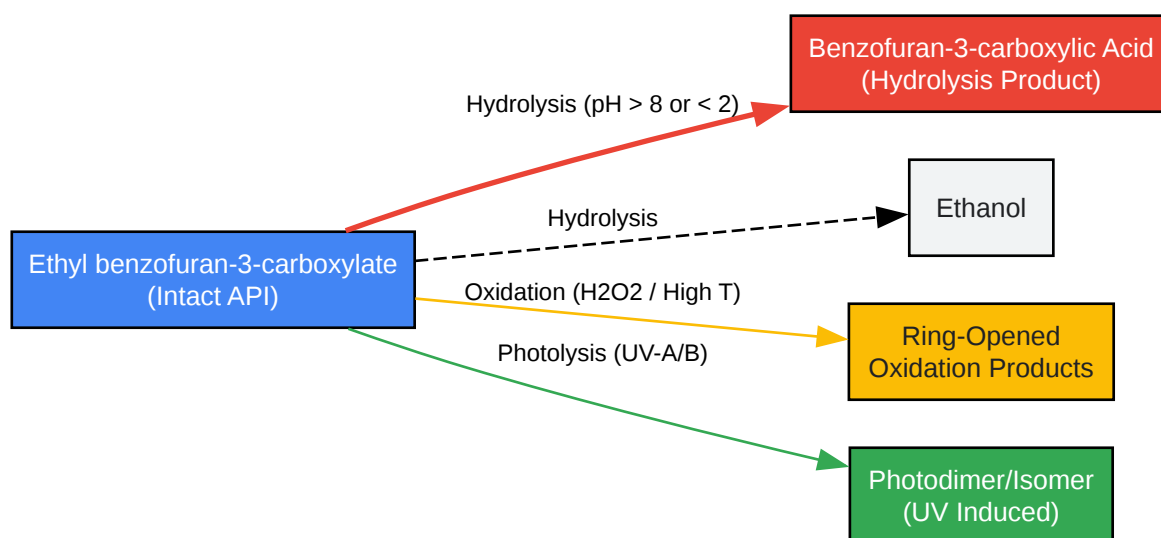 Benzofuran-3-carboxylic Acid
(Hydrolysis Product)
Hydrolysis (pH > 8 or < 2)
Ethanol
Hydrolysis
Ethyl benzofuran-3-carboxylate
(Intact API)
Oxidation (H2O2 / High T)
Ring-Opened
Oxidation Products
Photolysis (UV-A/B)
Photodimer/Isomer
(UV Induced)